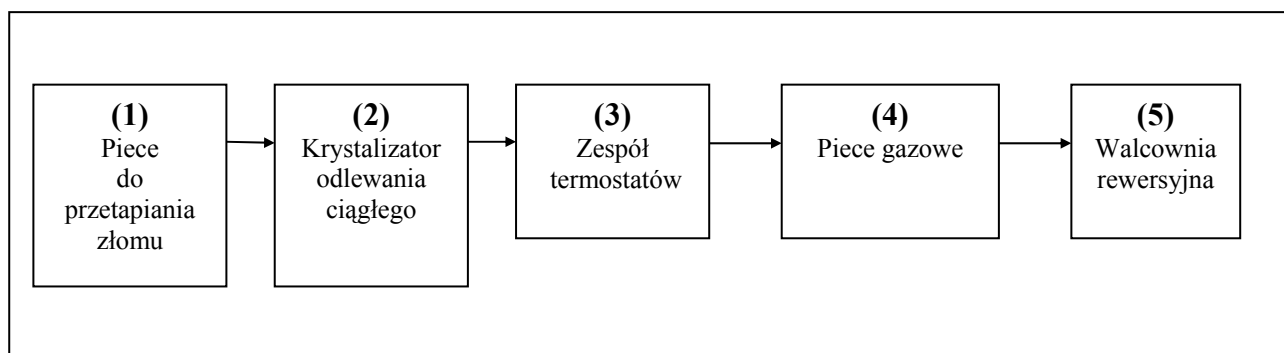 (1)
Piece
do
przetapiania
złomu
(2)
Krystalizator
odlewania
ciągłego
(3)
Zespół
termostatów
(4)
Piece gazowe
(5)
Walcownia
rewersyjna